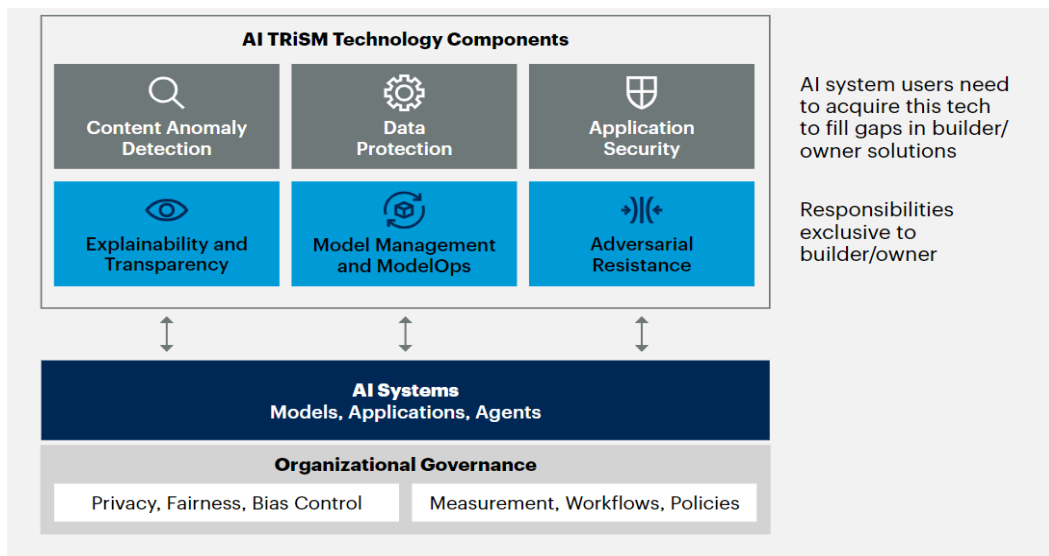 AI TRiSM Technology Components
Content Anomaly
Detection
Data
Protection
Application
Security
AI system users need
to acquire this tech
to fill gaps in builder/
owner solutions
Explainability and
Transparency
Model Management
and ModelOps
Adversarial
Resistance
Responsibilities
exclusive to
builder/owner
AI Systems
Models, Applications, Agents
Organizational Governance
Privacy, Fairness, Bias Control
Measurement, Workflows, Policies